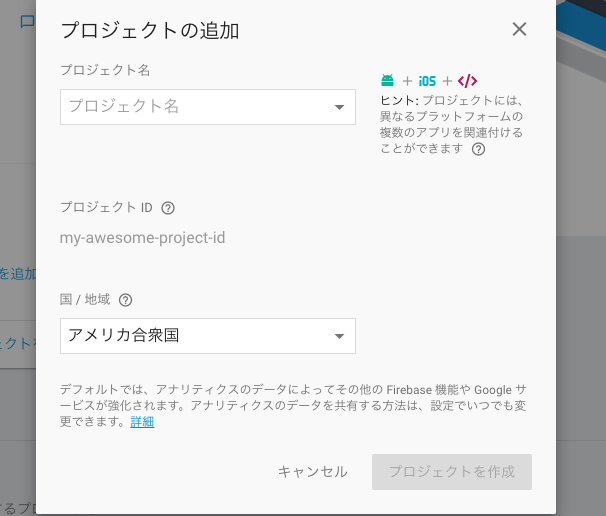 プロジェクトの追加
プロジェクト名
プロジェクト名
+ iOS + </>
ヒント: プロジェクトには、
異なるプラットフォームの
複数のアプリを関連付ける
ことができます
プロジェクト ID
my-awesome-project-id
を追加
国 / 地域
アメリカ合衆国
ェクトを
デフォルトでは、アナリティクスのデータによってその他の Firebase 機能や Google サ
ービスが強化されます。アナリティクスのデータを共有する方法は、設定でいつでも変
更できます。詳細
キャンセル
プロジェクトを作成
するプロ